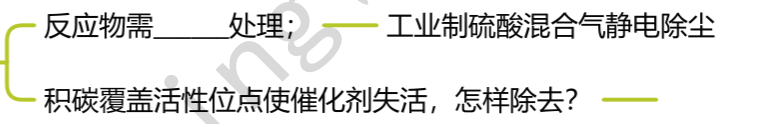 反应物需______处理； 工业制硫酸混合气静电除尘
积碳覆盖活性位点使催化剂失活，怎样除去？
ing